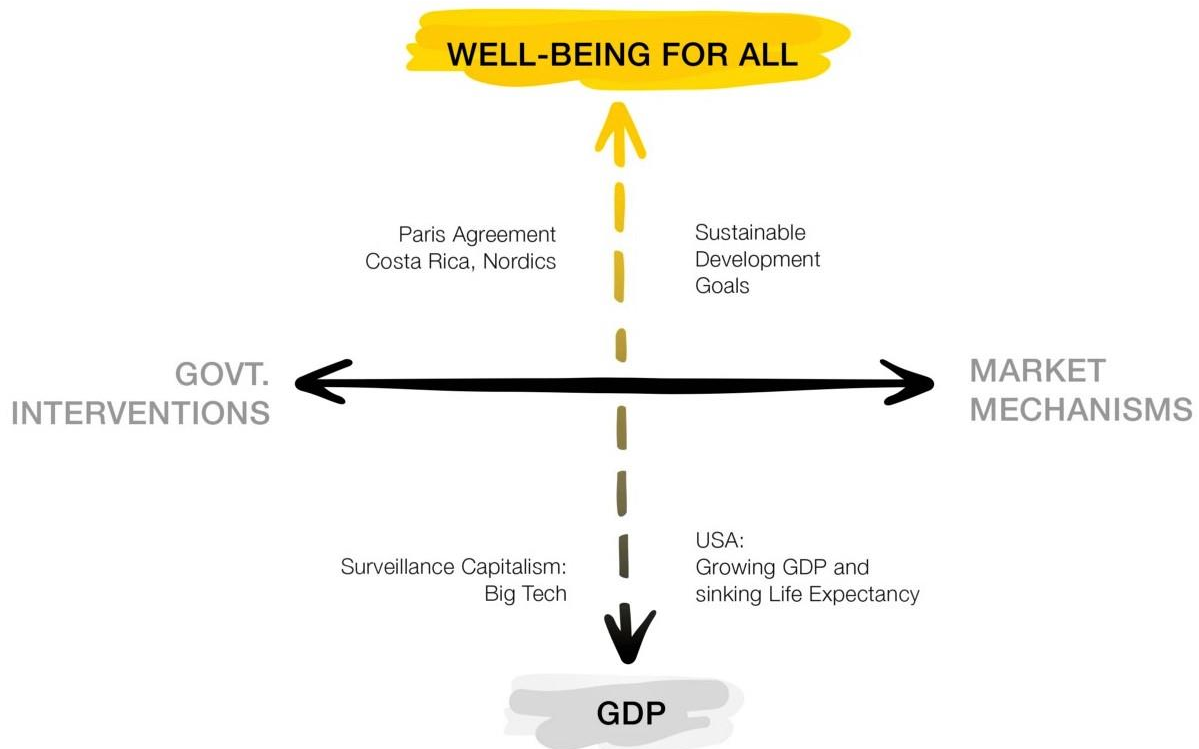 WELL-BEING FOR ALL
Paris Agreement
Costa Rica, Nordics
Sustainable
Development
Goals
GOVT.
INTERVENTIONS
MARKET
MECHANISMS
Surveillance Capitalism:
Big Tech
USA:
Growing GDP and
sinking Life Expectancy
GDP